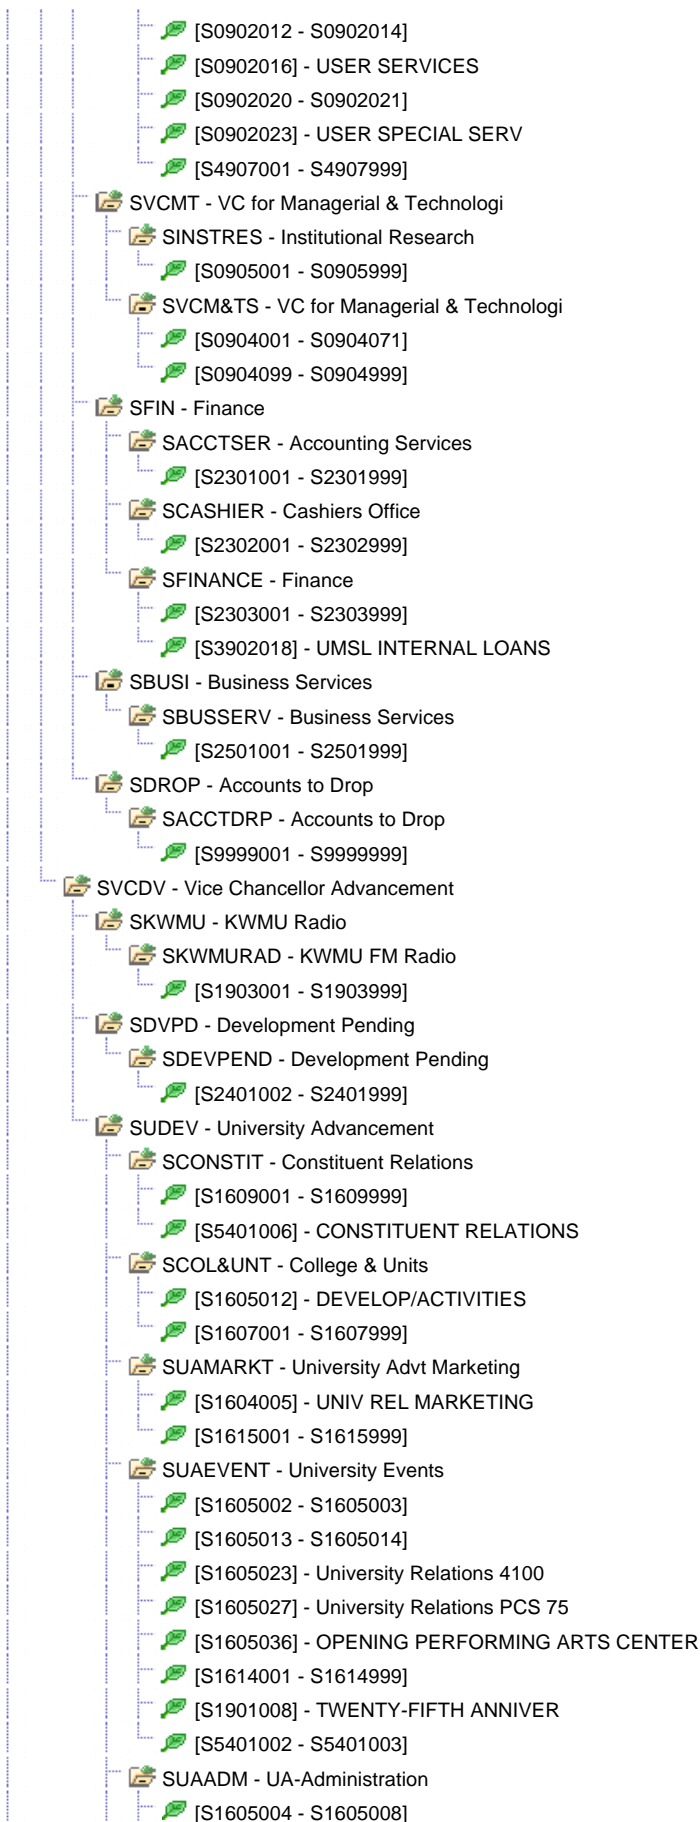 [S0902012 - S0902014]
[S0902016] - USER SERVICES
[S0902020 - S0902021]
[S0902023] - USER SPECIAL SERV
[S4907001 - S4907999]
SVCMT - VC for Managerial & Technologi
SINSTRES - Institutional Research
[S0905001 - S0905999]
SVCM&TS - VC for Managerial & Technologi
[S0904001 - S0904071]
[S0904099 - S0904999]
SFIN - Finance
SACCTSER - Accounting Services
[S2301001 - S2301999]
SCASHIER - Cashiers Office
[S2302001 - S2302999]
SFINANCE - Finance
[S2303001 - S2303999]
[S3902018] - UMSL INTERNAL LOANS
SBUSI - Business Services
SBUSSERV - Business Services
[S2501001 - S2501999]
SDROP - Accounts to Drop
SACCTDRP - Accounts to Drop
[S9999001 - S9999999]
SVCDV - Vice Chancellor Advancement
SKWMU - KWMU Radio
SKWMURAD - KWMU FM Radio
[S1903001 - S1903999]
SDVPD - Development Pending
SDEVPEND - Development Pending
[S2401002 - S2401999]
SUDEV - University Advancement
SCONSTIT - Constituent Relations
[S1609001 - S1609999]
[S5401006] - CONSTITUENT RELATIONS
SCOL&UNT - College & Units
[S1605012] - DEVELOP/ACTIVITIES
[S1607001 - S1607999]
SUAMARKT - University Advt Marketing
[S1604005] - UNIV REL MARKETING
[S1615001 - S1615999]
SUAEVENT - University Events
[S1605002 - S1605003]
[S1605013 - S1605014]
[S1605023] - University Relations 4100
[S1605027] - University Relations PCS 75
[S1605036] - OPENING PERFORMING ARTS CENTER
[S1614001 - S1614999]
[S1901008] - TWENTY-FIFTH ANNIVER
[S5401002 - S5401003]
SUAADM - UA-Administration
[S1605004 - S1605008]